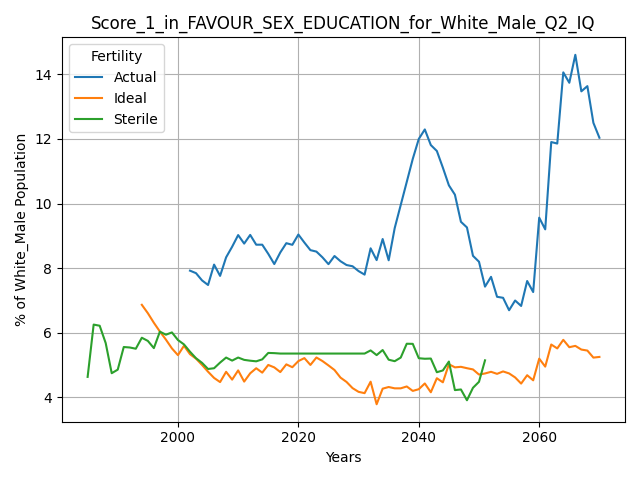 Score_1_in_FAVOUR_SEX_EDUCATION_for_White_Male_Q2_IQ
Fertility
Actual
Ideal
Sterile
% of White_Male Population
14
12
10
8
6
4
2000
2020
2040
2060
Years